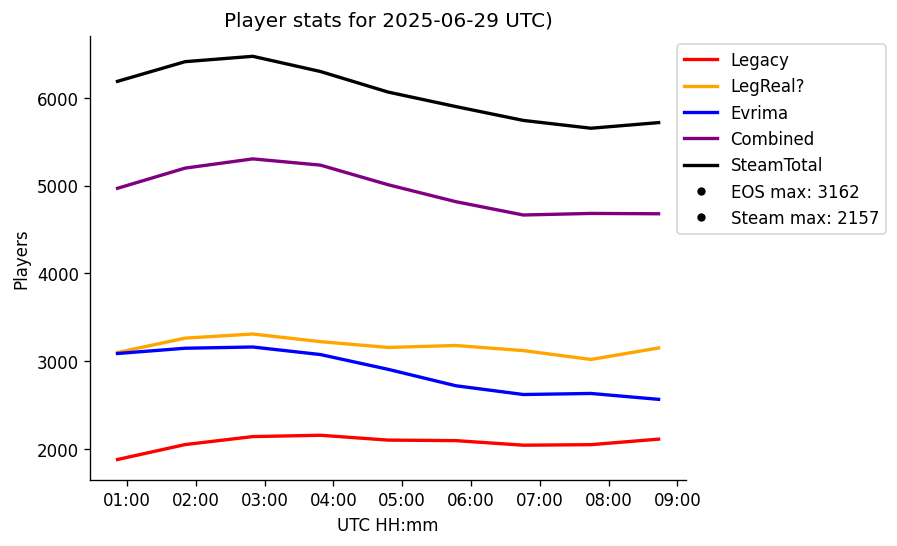 Player stats for 2025-06-29 UTC)
Legacy
LegReal?
Evrima
Combined
SteamTotal
EOS max: 3162
Steam max: 2157
Players
6000
5000
4000
3000
2000
01:00 02:00 03:00 04:00 05:00 06:00 07:00 08:00 09:00
UTC HH:mm